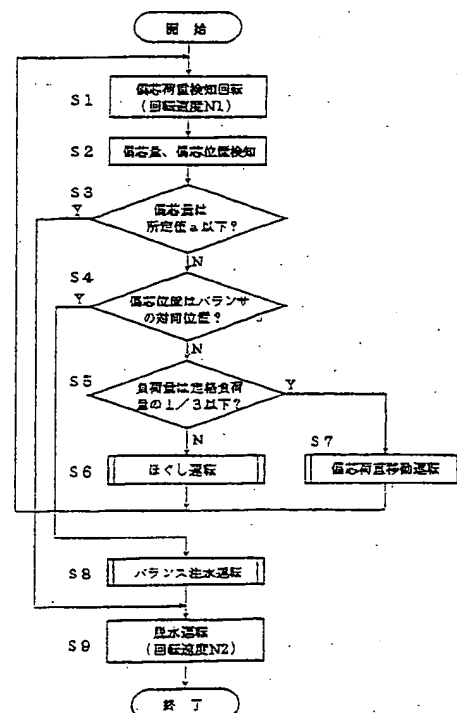 開 始
S1
偏芯荷重検知回転
(回転速度N1)
S2
偏芯量、偏芯位置検知
S3
Y
偏芯量は
所定値a以下?
N
S4
Y
偏芯位置はバランサ
の対向位置?
N
S5
負荷量は定格負荷
量の1/3以下?
Y
N
S6
ほぐし運転
S7
偏芯荷重移動運転
S8
バランス注水運転
S9
脱水運転
(回転速度N2)
終 了